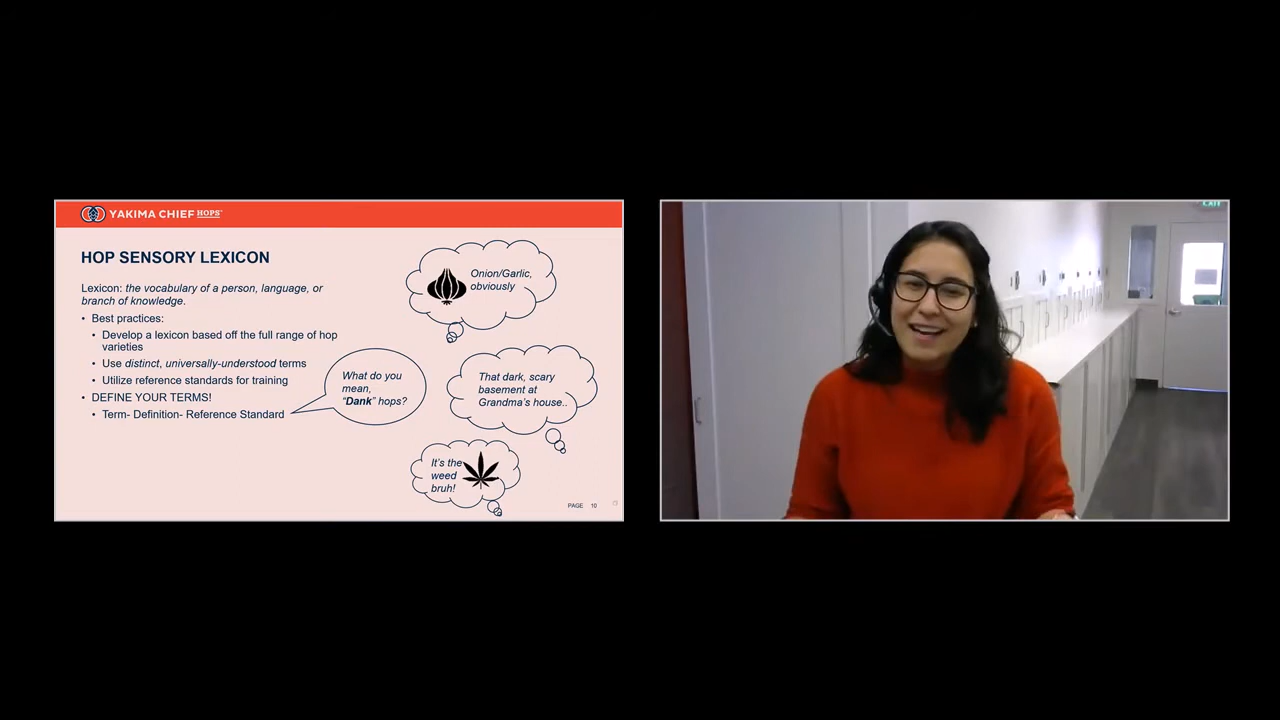 YAKIMA CHIEF HOPS®
HOP SENSORY LEXICON
Lexicon: the vocabulary of a person, language, or
branch of knowledge.
• Best practices:
• Develop a lexicon based off the full range of hop
varieties
• Use distinct, universally-understood terms
• Utilize reference standards for training
• DEFINE YOUR TERMS!
• Term- Definition- Reference Standard
What do you
mean,
“Dank” hops?
Onion/Garlic,
obviously
That dark, scary
basement at
Grandma’s house..
It’s the
weed
bruh!
PAGE 10
EXIT